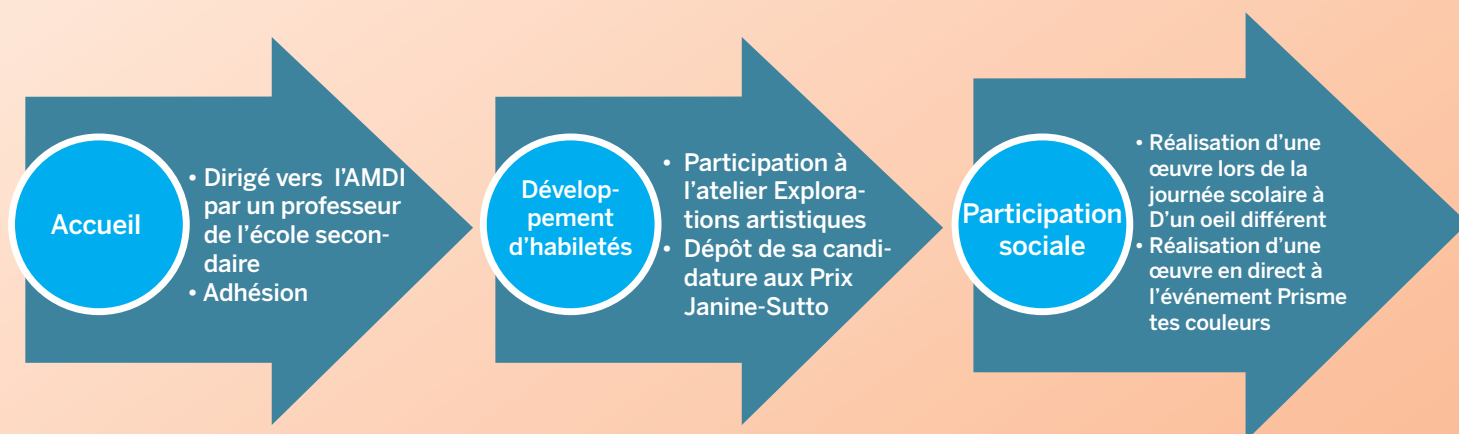 Accueil
• Dirigé vers l’AMDI
par un professeur
de l’école secon-
daire
• Adhésion
Dévelop-
pement
d’habiletés
• Participation à
l’atelier Explora-
tions artistiques
• Dépôt de sa candi-
dature aux Prix
Janine-Sutto
Participation
sociale
• Réalisation d’une
œuvre lors de la
journée scolaire à
D’un oeil différent
• Réalisation d’une
œuvre en direct à
l’événement Prisme
tes couleurs